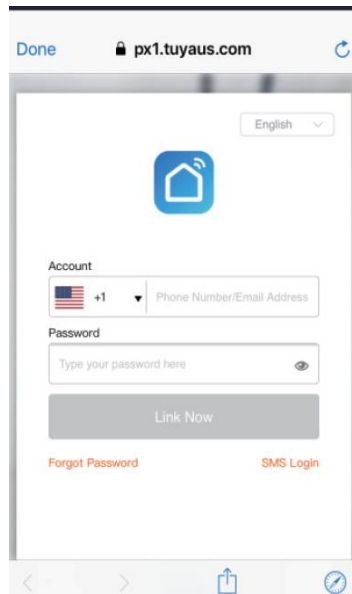 Done px1.tuyaus.com
English
Account
+1 Phone Number/Email Address
Password
Type your password here
Link Now
Forgot Password SMS Login